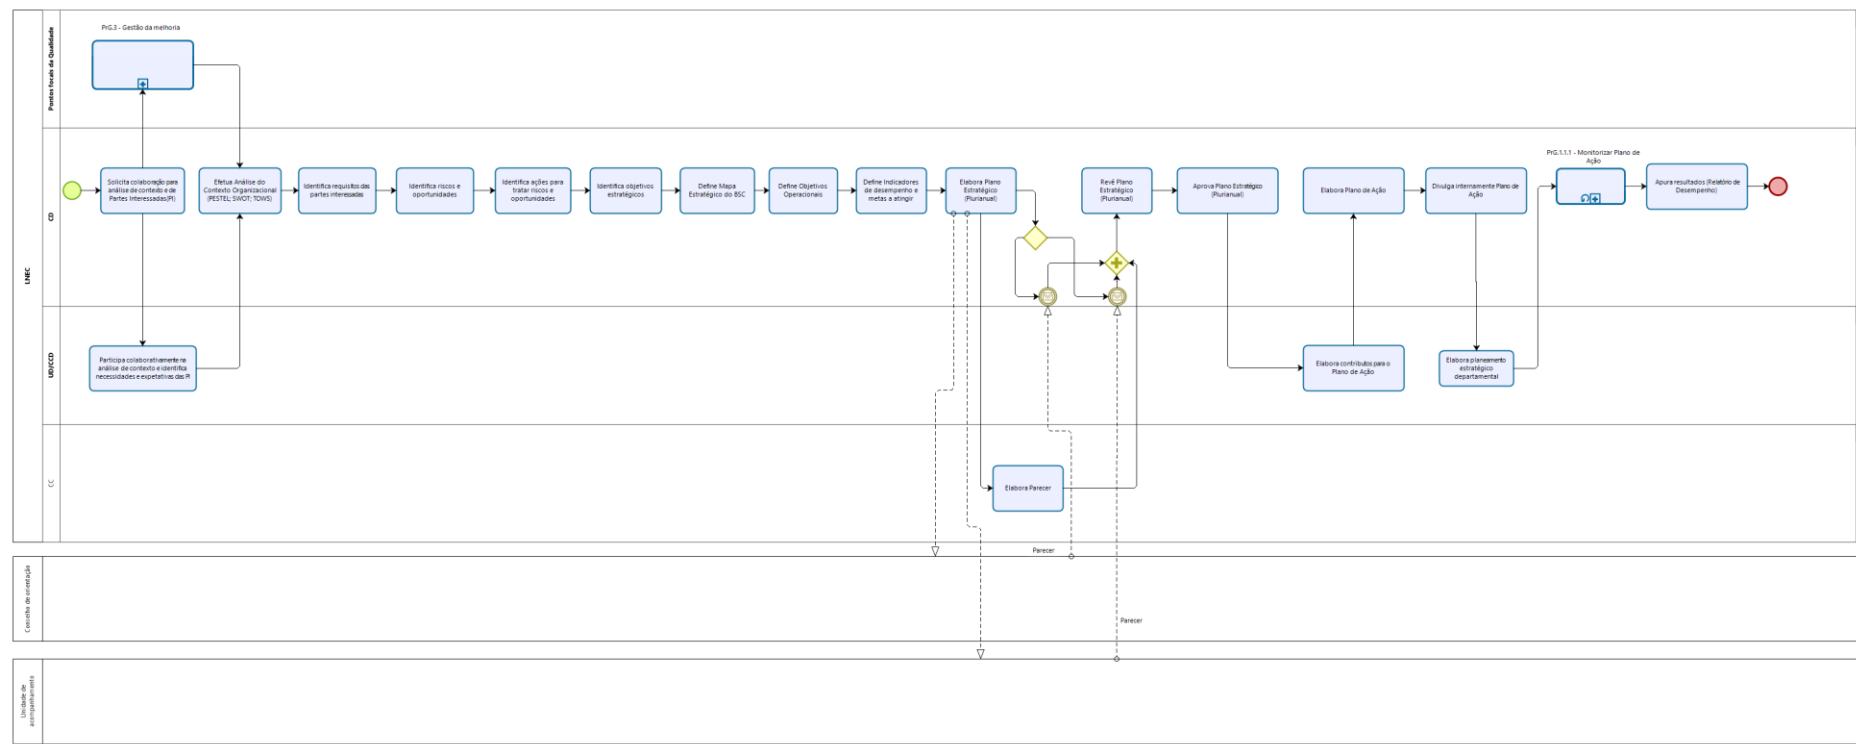 PrG.3 - Gestão da melhoria
Pontos focais da Qualidade
LNEC
CD
Solicita colaboração para
análise de contexto e de
Partes Interessadas(PI)
Efetua Análise do
Contexto Organizacional
(PESTEL; SWOT; TOWS)
Identifica requisitos das
partes interessadas
Identifica riscos e
oportunidades
Identifica ações para
tratar riscos e
oportunidades
Identifica objetivos
estratégicos
Define Mapa
Estratégico do BSC
Define Objetivos
Operacionais
Define Indicadores
de desempenho e
metas a atingir
Elabora Plano
Estratégico
(Plurianual)
Revê Plano
Estratégico
(Plurianual)
Aprova Plano Estratégico
(Plurianual)
Elabora Plano de Ação
Divulga internamente Plano de
Ação
PrG.1.1.1 - Monitorizar Plano de
Ação
Apura resultados (Relatório de
Desempenho)
UD/CCD
Participa colaborativamente na
análise de contexto e identifica
necessidades e expetativas das PI
Elabora contributos para o
Plano de Ação
Elabora planeamento
estratégico
departamental
CC
Elabora Parecer
Parecer
Conselho de orientação
Parecer
Unidade de
acompanhamento